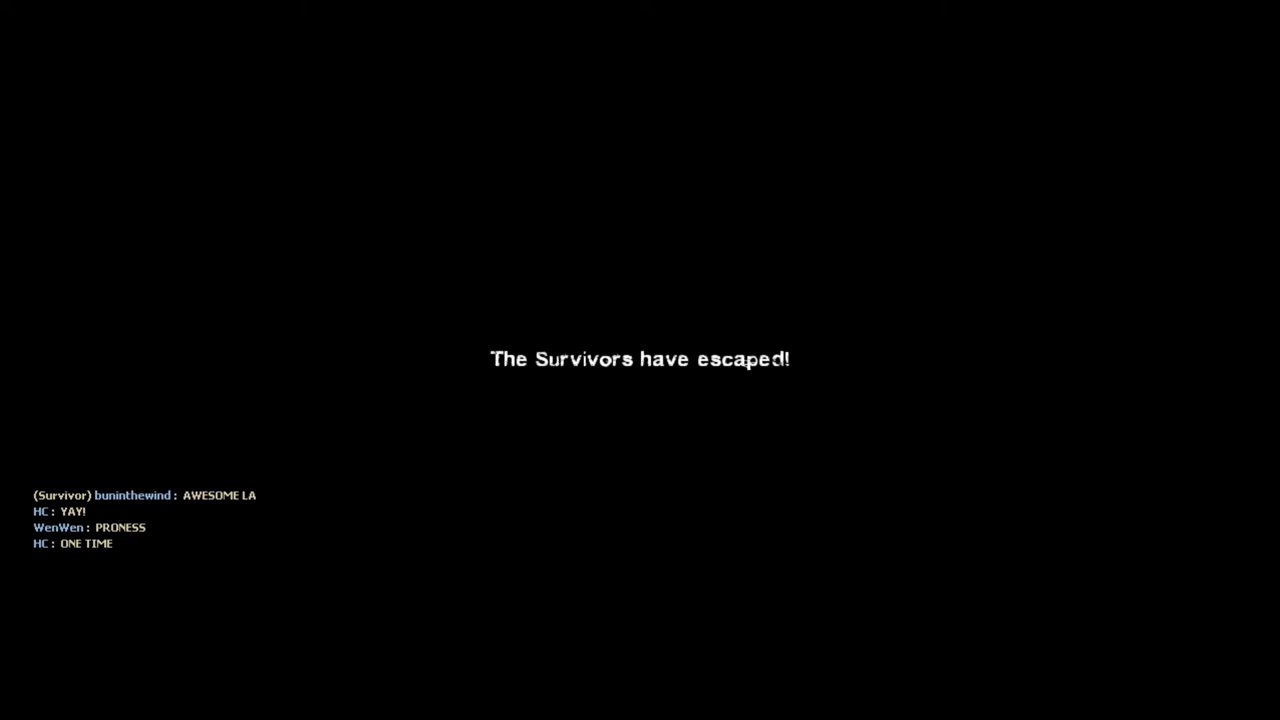 The Survivors have escaped!
(Survivor) buninthewind : AWESOME LA
HC : YAY!
WenWen : PRONESS
HC : ONE TIME